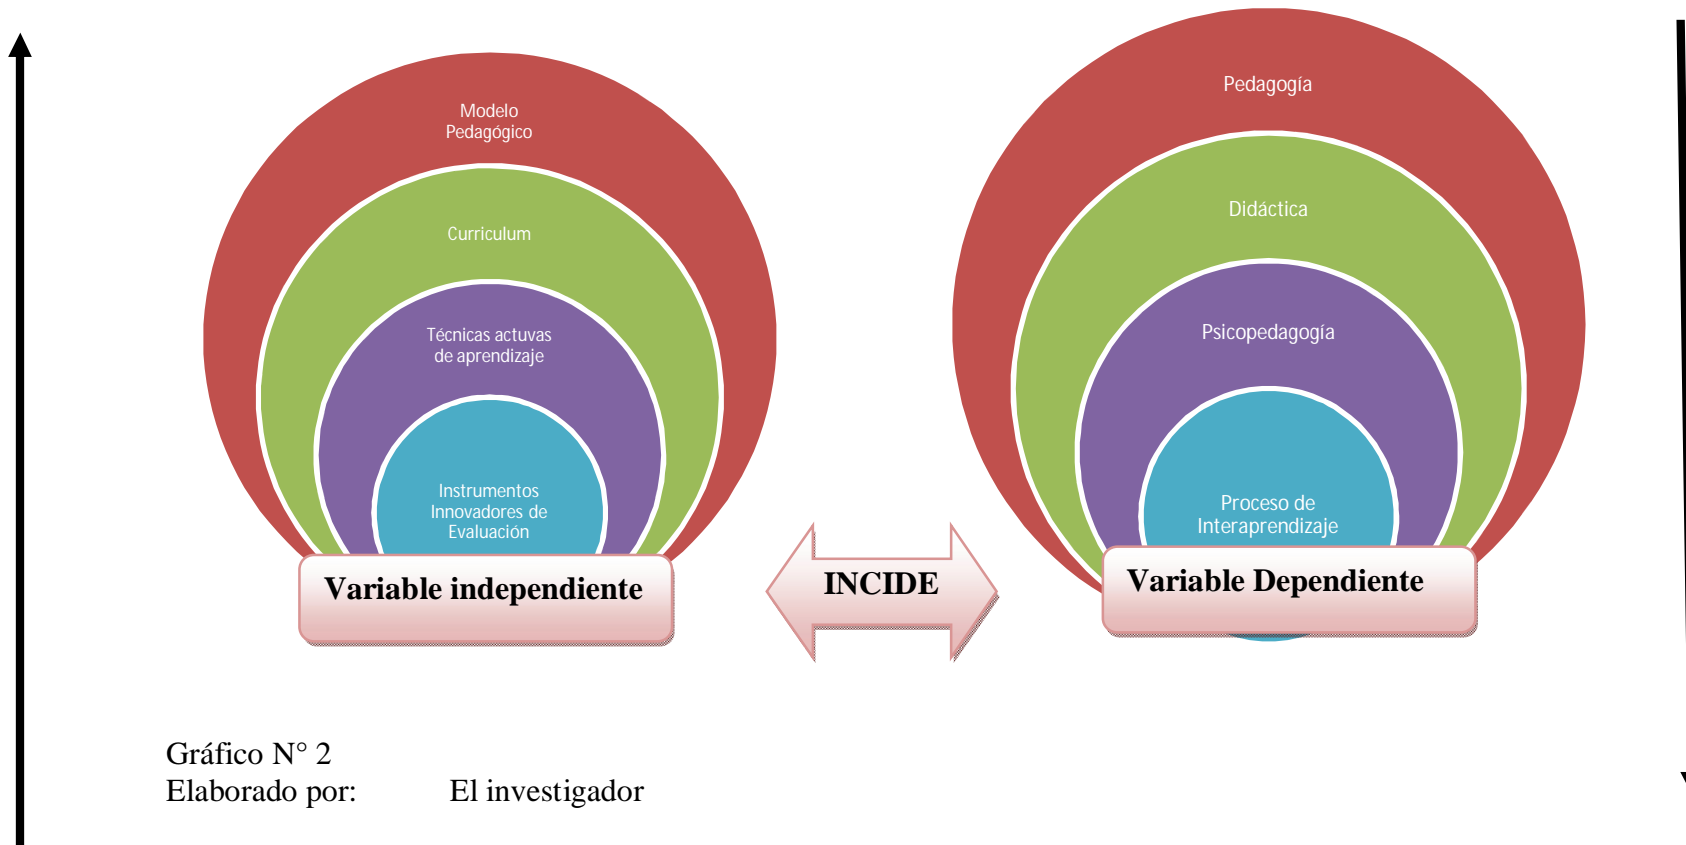 Modelo
Pedagógico
Curriculum
Técnicas actuvas
de aprendizaje
Instrumentos
Innovadores de
Evaluación
Variable independiente
INCIDE
Pedagogía
Didáctica
Psicopedagogía
Proceso de
Interaprendizaje
Variable Dependiente
Gráfico N° 2
Elaborado por: El investigador